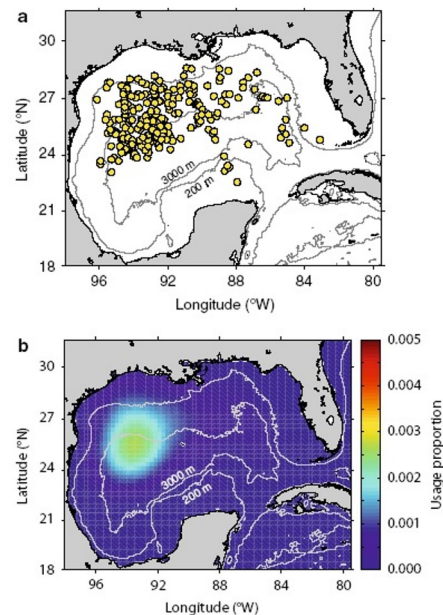 a
31
27
24
21
18
Latitude (°N)
3000 m
200 m
96
92
88
84
80
Longitude (°W)
b
31
27
24
21
18
Latitude (°N)
3000 m
200 m
96
92
88
84
80
Longitude (°W)
0.005
0.004
0.003
0.002
0.001
0.000
Usage proportion